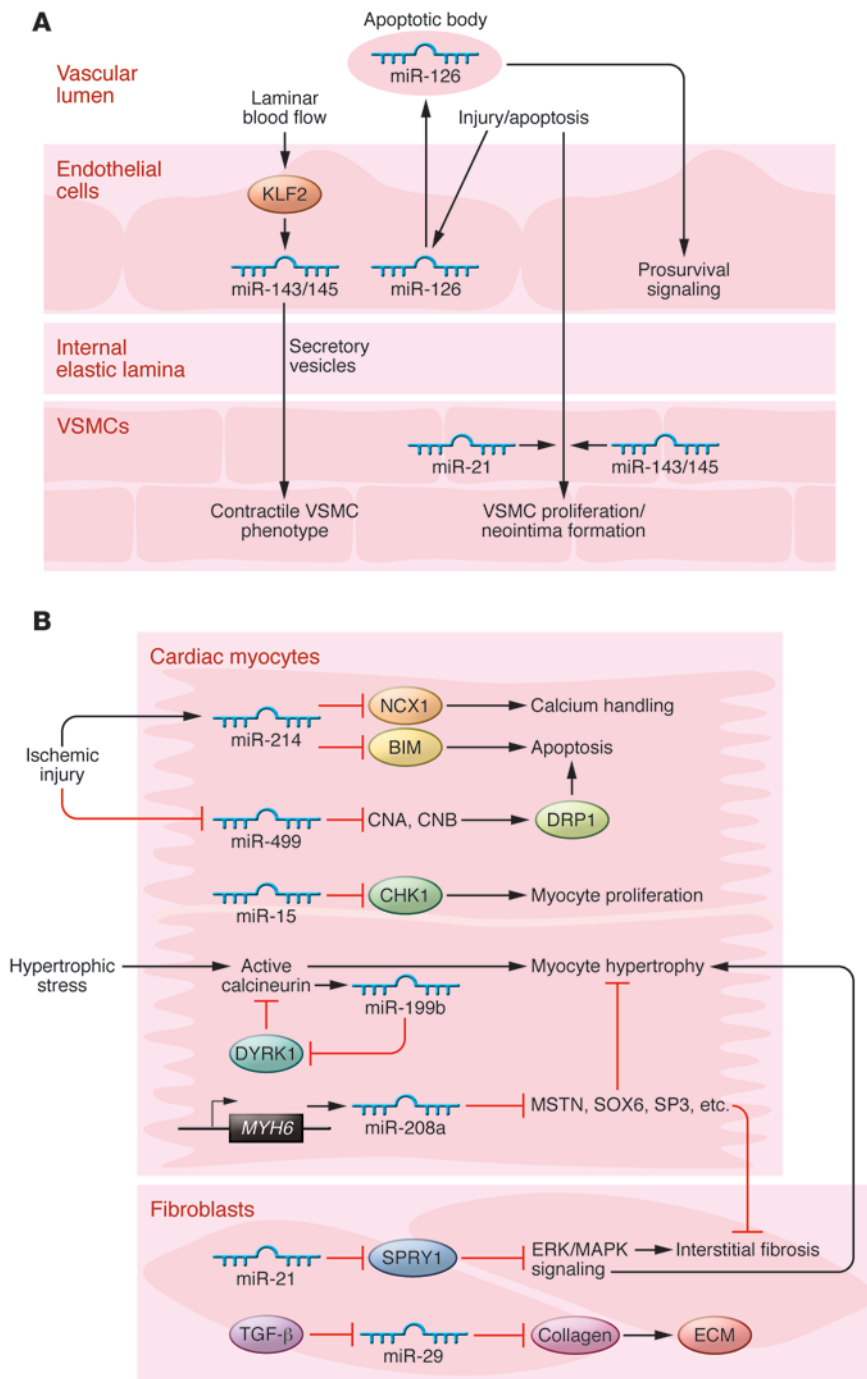 A
Apoptotic body
miR-126
Vascular
lumen
Laminar
blood flow
Injury/apoptosis
Endothelial
cells
KLF2
miR-143/145
miR-126
Prosurvival
signaling
Internal
elastic lamina
Secretory
vesicles
VSMCs
miR-21
miR-143/145
Contractile VSMC
phenotype
VSMC proliferation/
neointima formation
B
Cardiac myocytes
NCX1
Calcium handling
miR-214
Ischemic
injury
BIM
Apoptosis
miR-499
CNA, CNB
DRP1
miR-15
CHK1
Myocyte proliferation
Hypertrophic
stress
Active
calcineurin
Myocyte hypertrophy
miR-199b
DYRK1
MYH6
miR-208a
MSTN, SOX6, SP3, etc.
Fibroblasts
miR-21
SPRY1
ERK/MAPK
signaling
Interstitial fibrosis
TGF-β
miR-29
Collagen
ECM